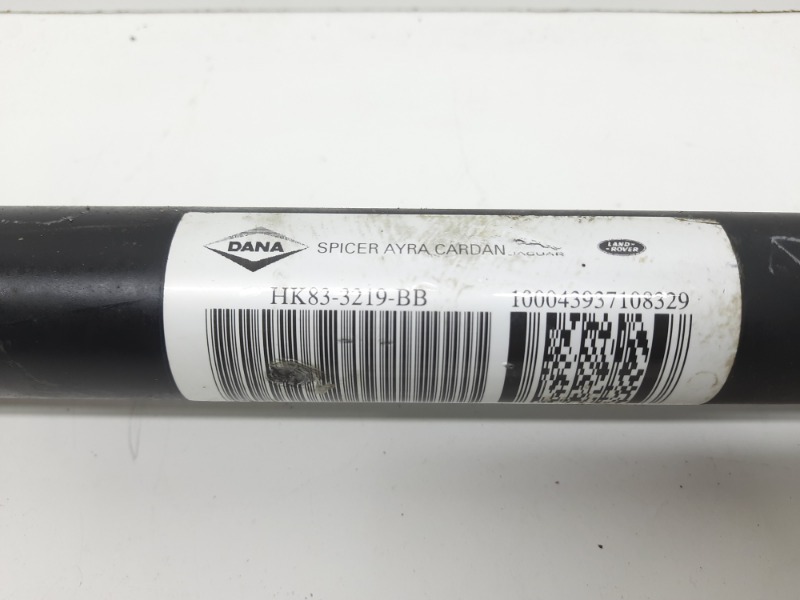 DANA SPICER AYRA CARDAN JAGUAR LAND-ROVER
HK83-3219-BB 100043937108329